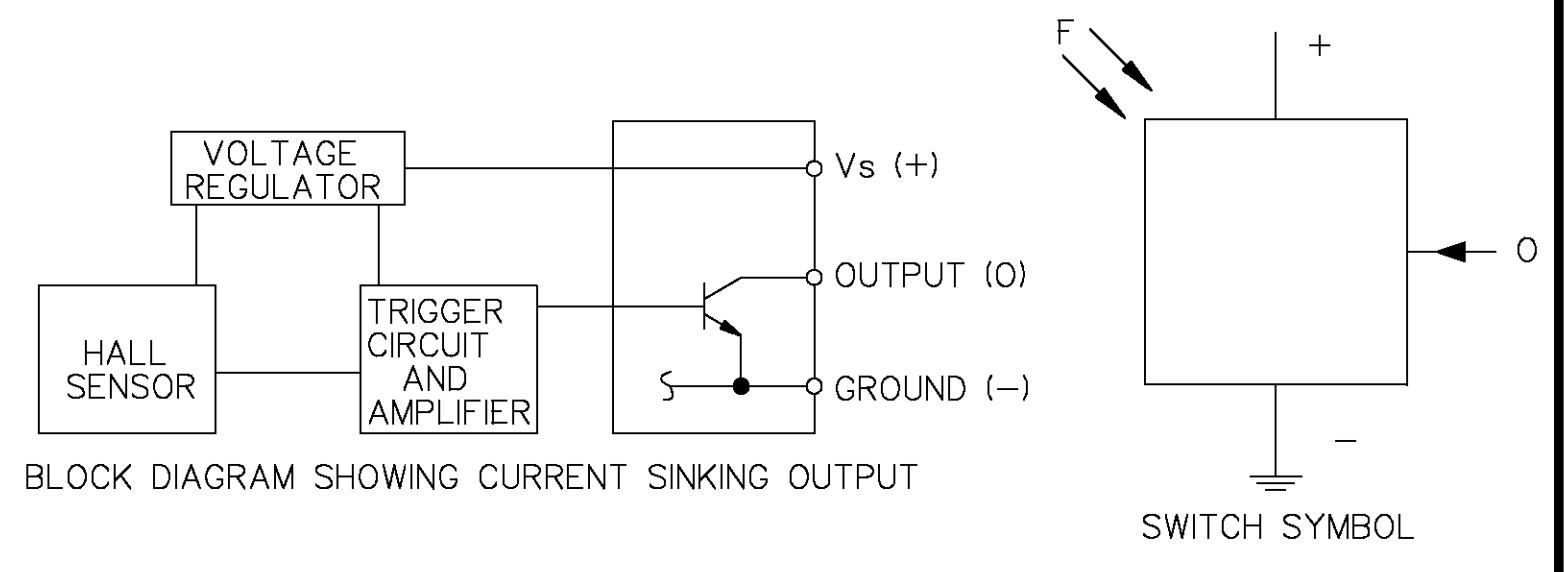 VOLTAGE
REGULATOR
HALL
SENSOR
TRIGGER
CIRCUIT
AND
AMPLIFIER
Vs (+)
OUTPUT (O)
GROUND (−)
BLOCK DIAGRAM SHOWING CURRENT SINKING OUTPUT
F
+
O
−
SWITCH SYMBOL